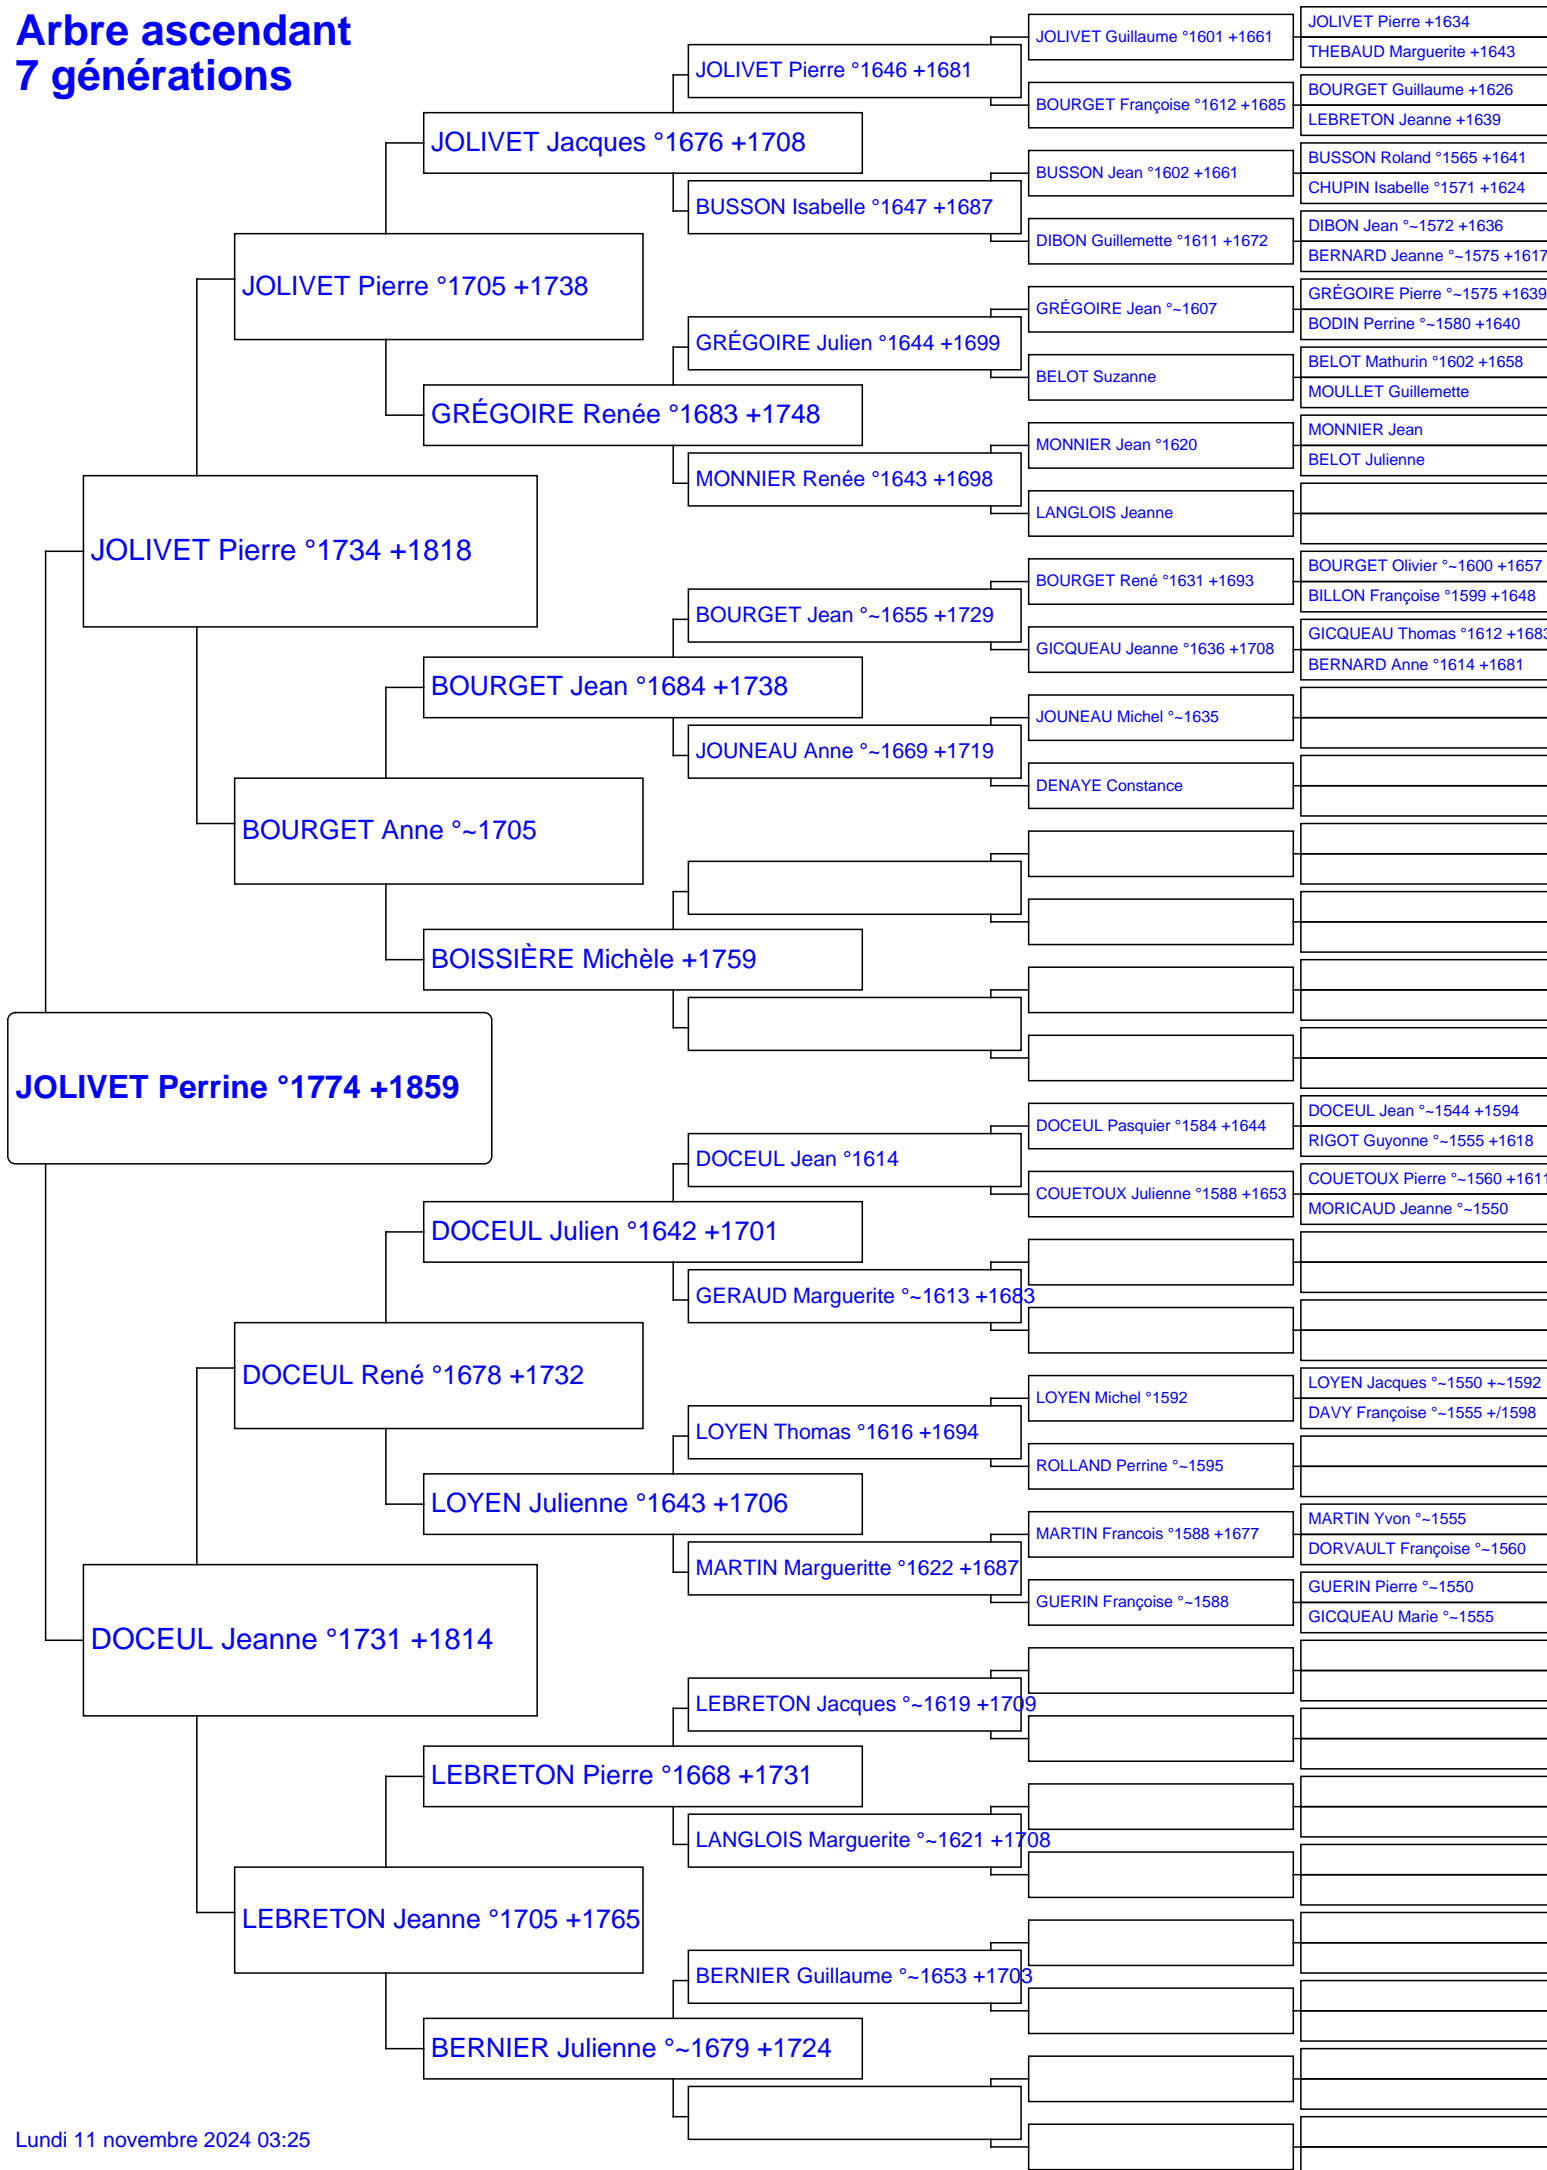 Arbre ascendant
7 générations
JOLIVET Perrine °1774 +1859
JOLIVET Pierre °1734 +1818
DOCEUL Jeanne °1731 +1814
JOLIVET Pierre °1705 +1738
BOURGET Anne °~1705
DOCEUL René °1678 +1732
LEBRETON Jeanne °1705 +1765
JOLIVET Jacques °1676 +1708
GRÉGOIRE Renée °1683 +1748
BOURGET Jean °1684 +1738
BOISSIÈRE Michèle +1759
DOCEUL Julien °1642 +1701
LOYEN Julienne °1643 +1706
LEBRETON Pierre °1668 +1731
BERNIER Julienne °~1679 +1724
JOLIVET Pierre °1646 +1681
BUSSON Isabelle °1647 +1687
GRÉGOIRE Julien °1644 +1699
MONNIER Renée °1643 +1698
BOURGET Jean °~1655 +1729
JOUNEAU Anne °~1669 +1719
DOCEUL Jean °1614
GERAUD Marguerite °~1613 +1683
LOYEN Thomas °1616 +1694
MARTIN Margueritte °1622 +1687
LEBRETON Jacques °~1619 +1709
LANGLOIS Marguerite °~1621 +1708
BERNIER Guillaume °~1653 +1703
JOLIVET Guillaume °1601 +1661
BOURGET Françoise °1612 +1685
BUSSON Jean °1602 +1661
DIBON Guillemette °1611 +1672
GRÉGOIRE Jean °~1607
BELOT Suzanne
MONNIER Jean °1620
LANGLOIS Jeanne
BOURGET René °1631 +1693
GICQUEAU Jeanne °1636 +1708
JOUNEAU Michel °~1635
DENAYE Constance
DOCEUL Pasquier °1584 +1644
COUETOUX Julienne °1588 +1653
LOYEN Michel °1592
ROLLAND Perrine °~1595
MARTIN Francois °1588 +1677
GUERIN Françoise °~1588
JOLIVET Pierre +1634
THEBAUD Marguerite +1643
BOURGET Guillaume +1626
LEBRETON Jeanne +1639
BUSSON Roland °1565 +1641
CHUPIN Isabelle °1571 +1624
DIBON Jean °~1572 +1636
BERNARD Jeanne °~1575 +1617
GRÉGOIRE Pierre °~1575 +1639
BODIN Perrine °~1580 +1640
BELOT Mathurin °1602 +1658
MOULLET Guillemette
MONNIER Jean
BELOT Julienne
BOURGET Olivier °~1600 +1657
BILLON Françoise °1599 +1648
GICQUEAU Thomas °1612 +1683
BERNARD Anne °1614 +1681
DOCEUL Jean °~1544 +1594
RIGOT Guyonne °~1555 +1618
COUETOUX Pierre °~1560 +1611
MORICAUD Jeanne °~1550
LOYEN Jacques °~1550 +~1592
DAVY Françoise °~1555 +/1598
MARTIN Yvon °~1555
DORVAULT Françoise °~1560
GUERIN Pierre °~1550
GICQUEAU Marie °~1555
Lundi 11 novembre 2024 03:25